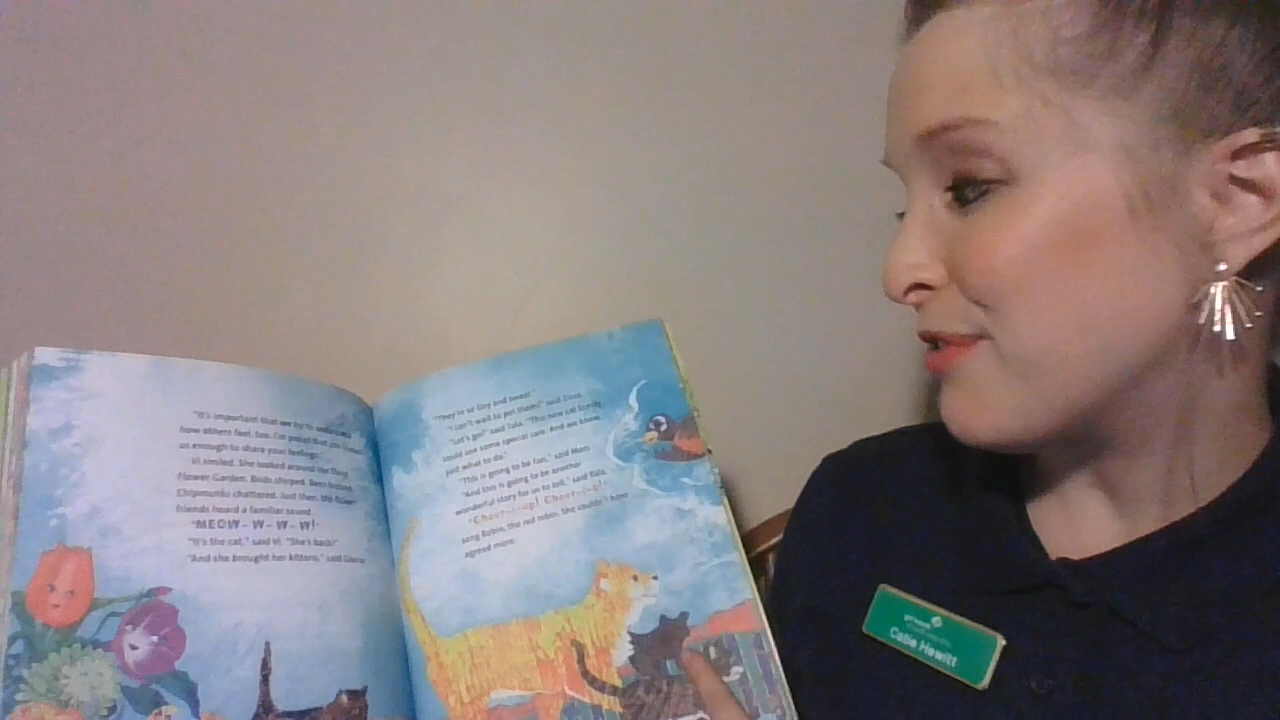 "It's important that we try to understand
how others feel, too. I'm proud that you trusted
us enough to share your feelings."
Vi smiled. She looked around the Daisy
Flower Garden. Birds chirped. Bees buzzed.
Chipmunks chattered. Just then, the flower
friends heard a familiar sound.
"MEOW-W-W-W!"
"It's the cat," said Vi. "She's back!"
"And she brought her kittens," said Gloria.
"They're so tiny and sweet."
"I can't wait to pet them!" said Zinni.
"Let's go!" said Tula. "This new cat family
could use some special care. And we know
just what to do."
"This is going to be fun," said Mari.
"And this is going to be another
wonderful story for us to tell," said Tula.
"Cheer-i-up! Cheer-i-up!"
sang Robin, the red robin. She couldn't have
agreed more.
Catie Hewitt